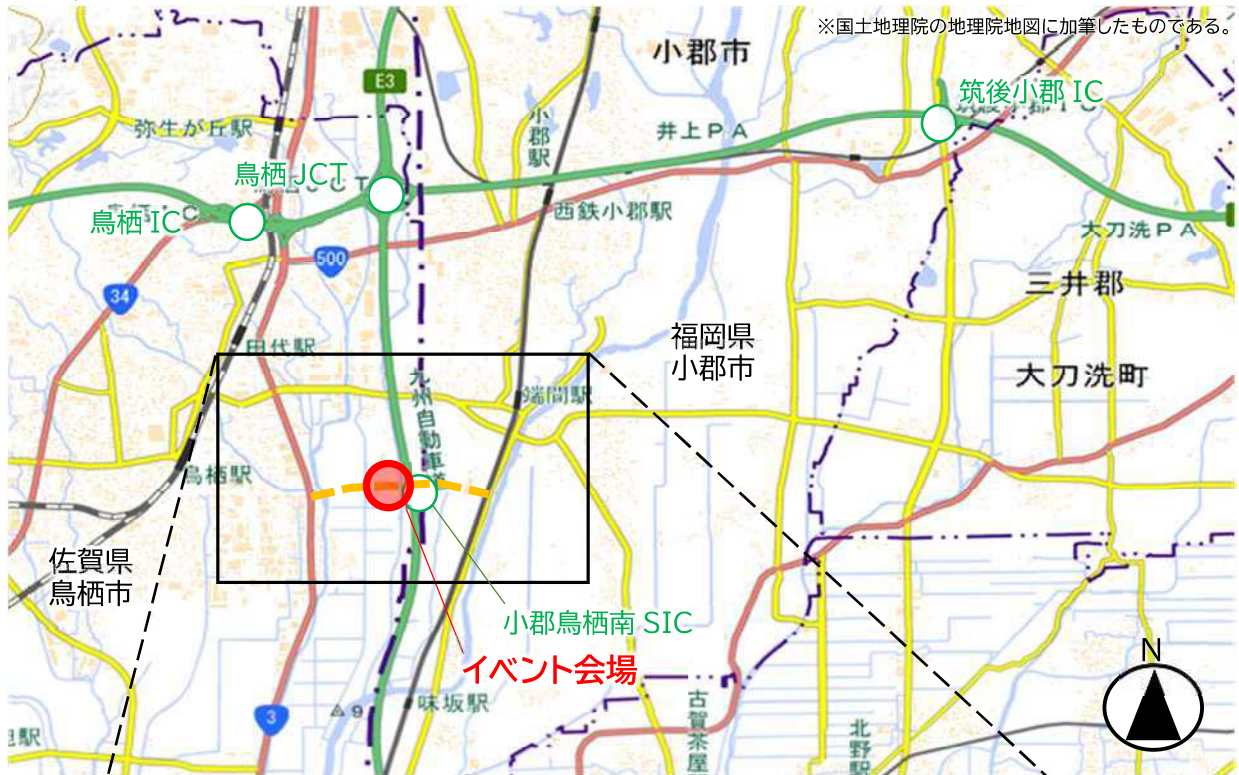 ※国土地理院の地理院地図に加筆したものである。
小郡市
E3
筑後小郡 IC
小郡駅
弥生が丘駅
井上PA
鳥栖 JCT
鳥栖 IC
西鉄小郡駅
大刀洗PA
500
34
三井郡
福岡県
小郡市
田代駅
大刀洗町
九州自動車道
端間駅
鳥栖駅
佐賀県
鳥栖市
小郡鳥栖南 SIC
イベント会場
N
味坂駅
古賀茶屋
北野駅
3
9